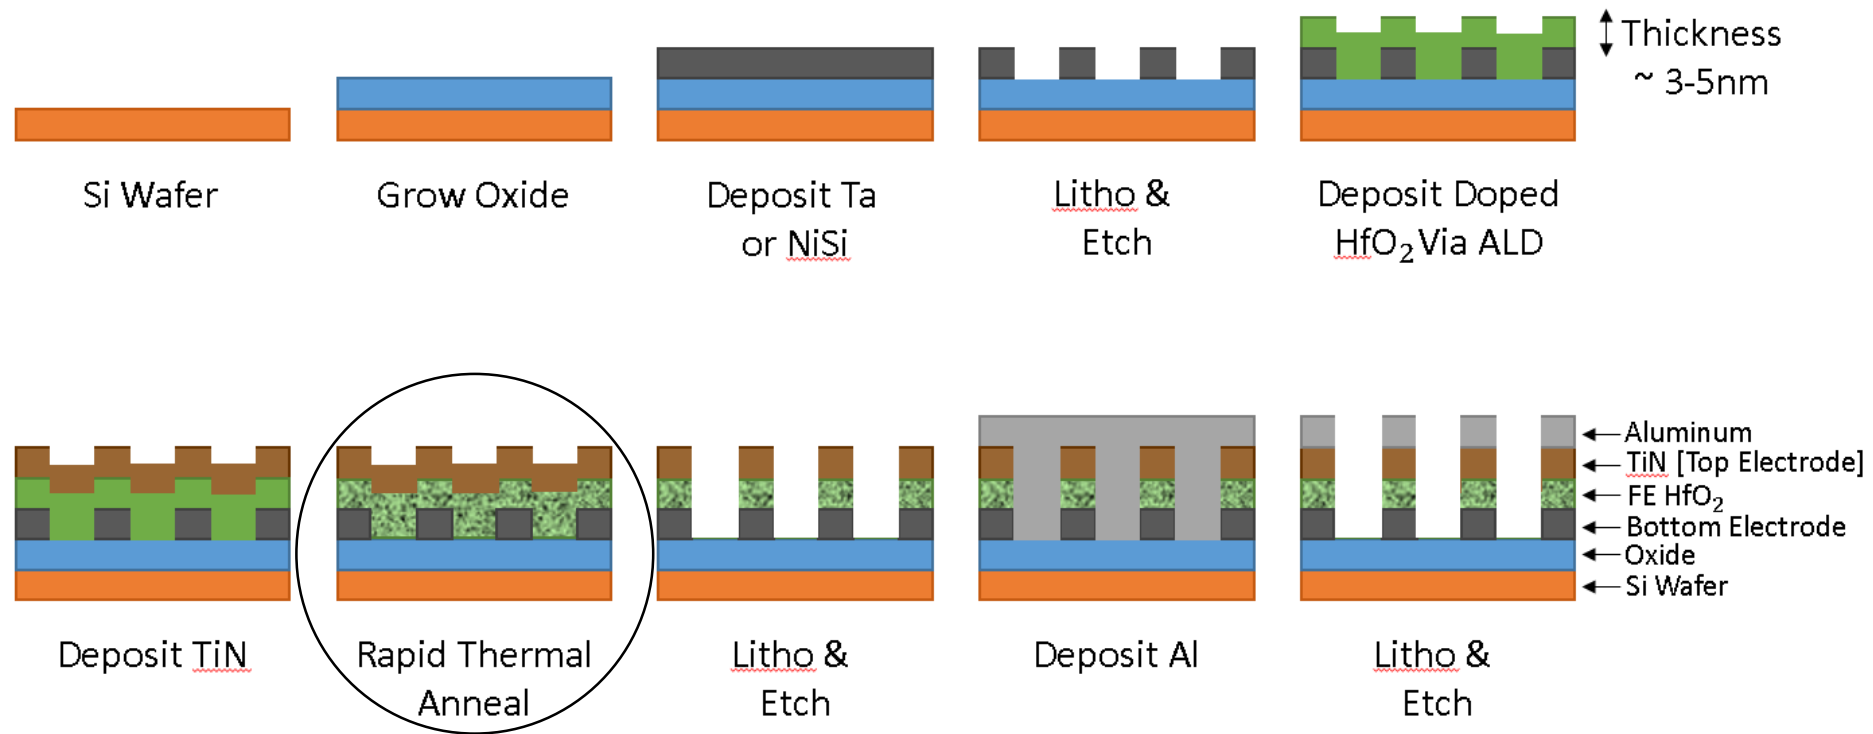 Thickness
~ 3-5nm
Si Wafer
Grow Oxide
Deposit Ta
or NiSi
Litho &
Etch
Deposit Doped
HfO₂ Via ALD
Aluminum
TiN [Top Electrode]
FE HfO₂
Bottom Electrode
Oxide
Si Wafer
Deposit TiN
Rapid Thermal
Anneal
Litho &
Etch
Deposit Al
Litho &
Etch